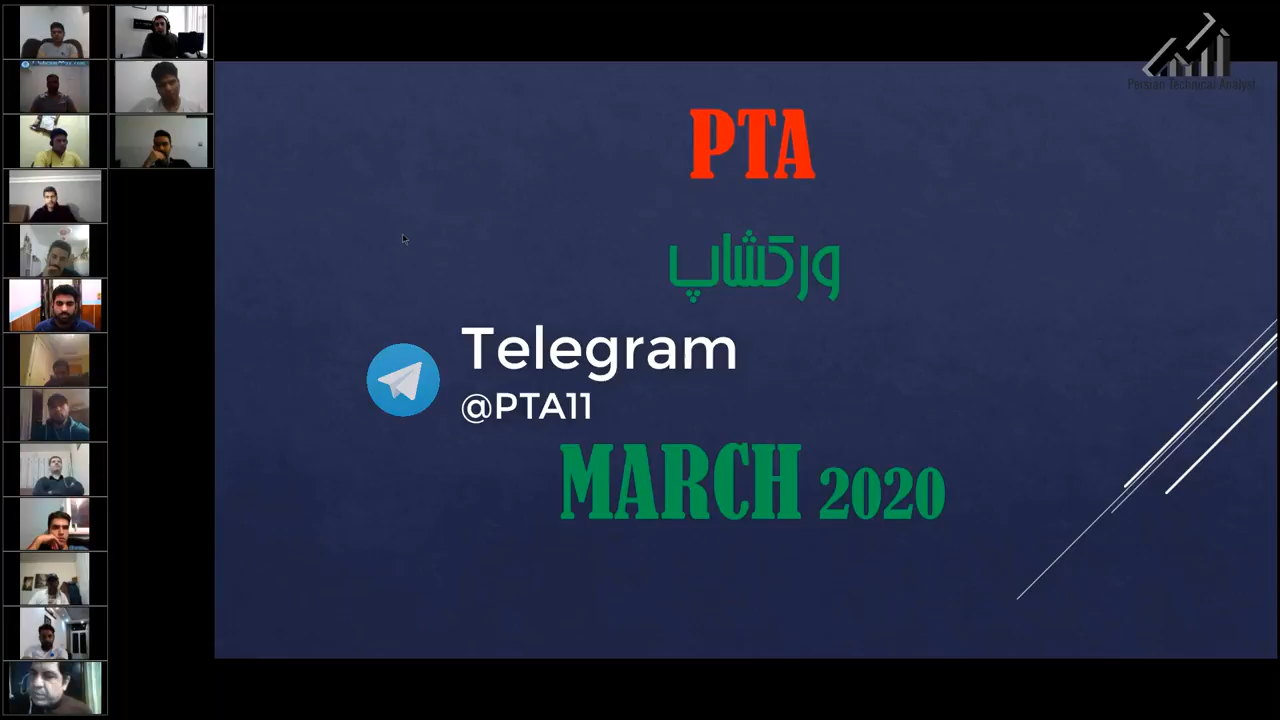 Persian Technical Analyst
PTA
ورکشاپ
Telegram
@PTA11
MARCH 2020